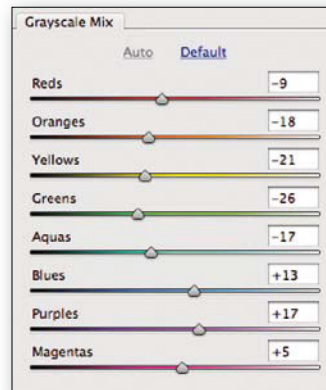 Grayscale Mix
Auto Default
Reds -9
Oranges -18
Yellows -21
Greens -26
Aquas -17
Blues +13
Purples +17
Magentas +5